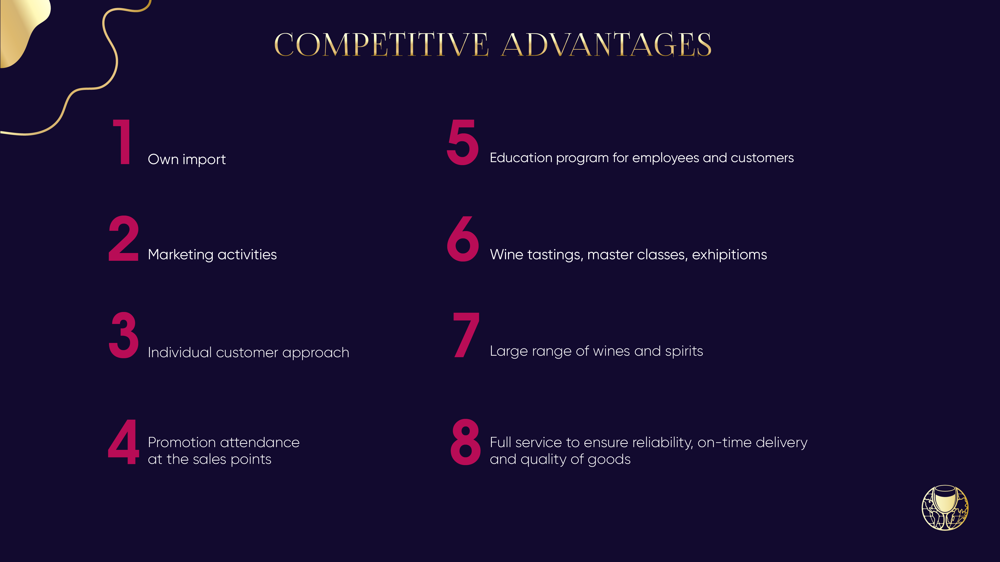 COMPETITIVE ADVANTAGES
1 Own import
2 Marketing activities
3 Individual customer approach
4 Promotion attendance
at the sales points
5 Education program for employees and customers
6 Wine tastings, master classes, exhipitioms
7 Large range of wines and spirits
8 Full service to ensure reliability, on-time delivery
and quality of goods